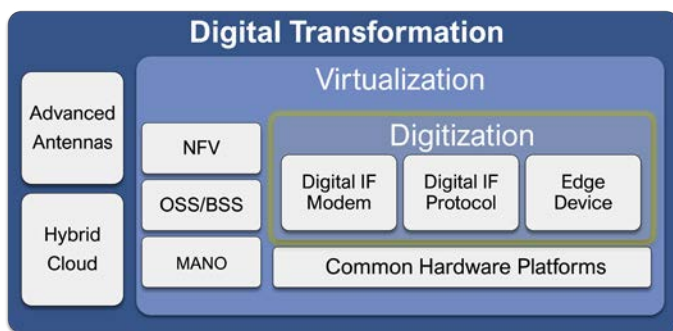 Digital Transformation
Advanced
Antennas
Hybrid
Cloud
Virtualization
NFV
OSS/BSS
MANO
Digitization
Digital IF
Modem
Digital IF
Protocol
Edge
Device
Common Hardware Platforms